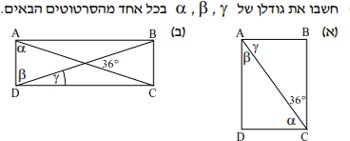 חשבו את גודלן של α , β , γ בכל אחד מהסרטוטים הבאים.
(א)
A B
γ
β
36°
α
D C
(ב)
A B
α
36°
β γ
D C